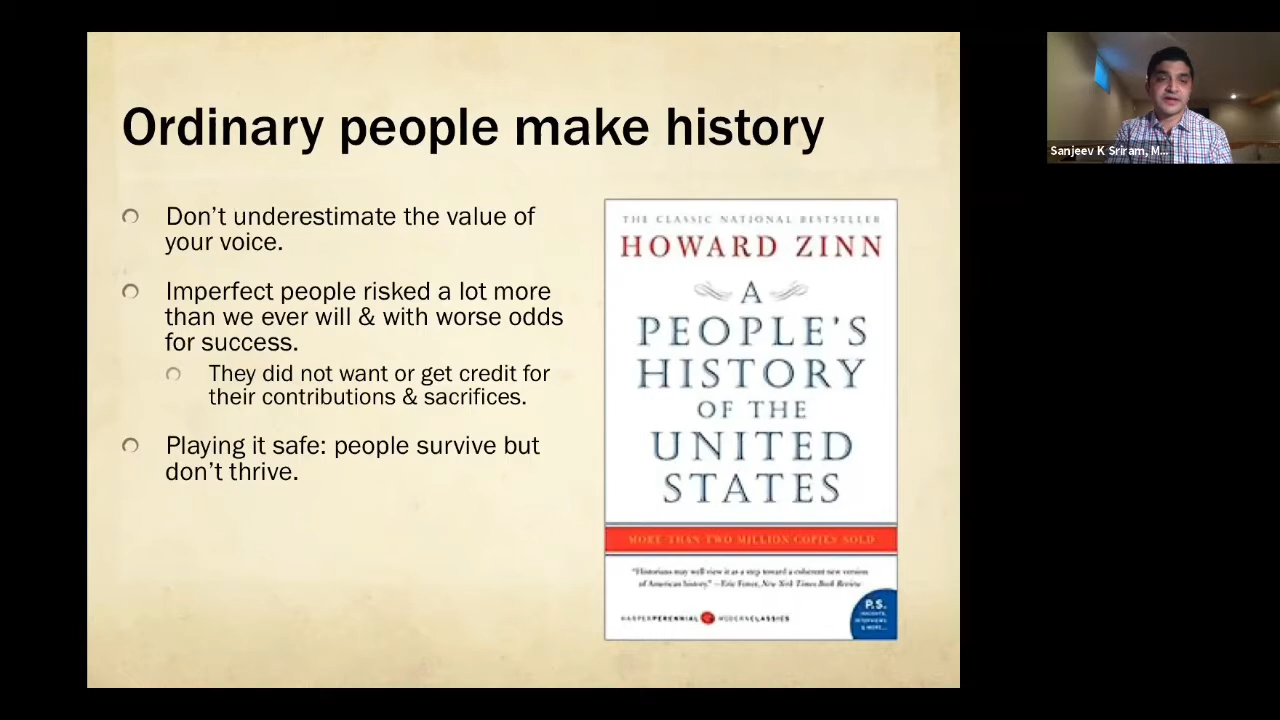 Ordinary people make history
Don’t underestimate the value of
your voice.
Imperfect people risked a lot more
than we ever will & with worse odds
for success.
They did not want or get credit for
their contributions & sacrifices.
Playing it safe: people survive but
don’t thrive.
THE CLASSIC NATIONAL BESTSELLER
HOWARD ZINN
A
PEOPLE'S
HISTORY
OF THE
UNITED
STATES
MORE THAN TWO MILLION COPIES SOLD
“Historians may well view it as a step toward a coherent new version
of American history.” —Eric Foner, New York Times Book Review
HARPERPERENNIAL MODERNCLASSICS
P.S.
INSIGHTS,
INTERVIEWS
& MORE...
Sanjeev K Sriram, M...